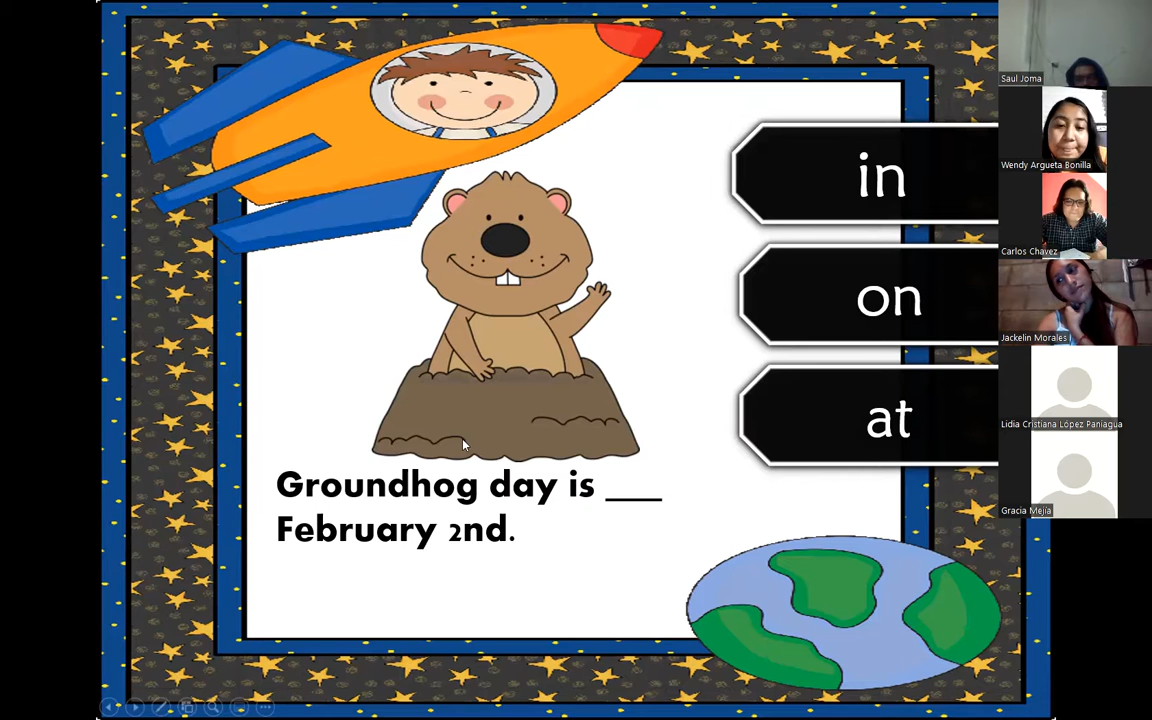 in
on
at
Groundhog day is ___
February 2nd.
Saul Joma
Wendy Argueta Bonilla
Carlos Chavez
Jackelin Morales
Lidia Cristiana López Paniagua
Gracia Mejía